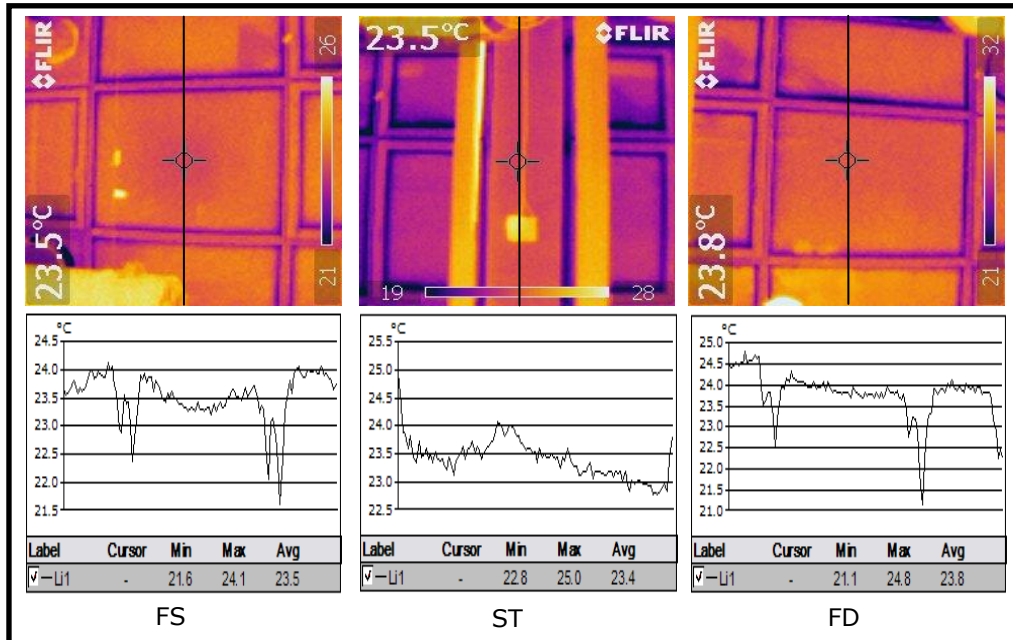 FLIR
26
21
23.5°C
23.5°C
FLIR
19
28
FLIR
32
21
23.8°C
°C
24.5
24.0
23.5
23.0
22.5
22.0
21.5
Label Cursor Min Max Avg
Li1 - 21.6 24.1 23.5
FS
°C
25.5
25.0
24.5
24.0
23.5
23.0
22.5
Label Cursor Min Max Avg
Li1 - 22.8 25.0 23.4
ST
°C
25.0
24.5
24.0
23.5
23.0
22.5
22.0
21.5
21.0
Label Cursor Min Max Avg
Li1 - 21.1 24.8 23.8
FD